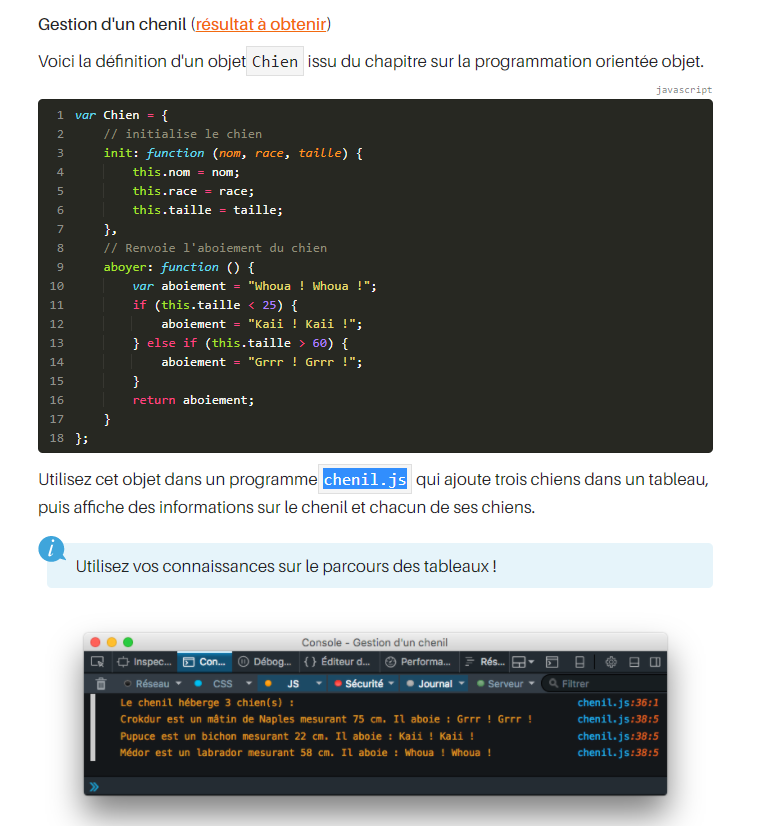 Gestion d'un chenil (résultat à obtenir)
Voici la définition d'un objet Chien issu du chapitre sur la programmation orientée objet.
javascript
1 var Chien = {
2 // initialise le chien
3 init: function (nom, race, taille) {
4 this.nom = nom;
5 this.race = race;
6 this.taille = taille;
7 },
8 // Renvoie l'aboiement du chien
9 aboyer: function () {
10 var aboiement = "Whoua ! Whoua !";
11 if (this.taille < 25) {
12 aboiement = "Kaii ! Kaii !";
13 } else if (this.taille > 60) {
14 aboiement = "Grrr ! Grrr !";
15 }
16 return aboiement;
17 }
18 };
Utilisez cet objet dans un programme chenil.js qui ajoute trois chiens dans un tableau,
puis affiche des informations sur le chenil et chacun de ses chiens.
i
Utilisez vos connaissances sur le parcours des tableaux !
Console - Gestion d'un chenil
Inspec... Con... Débog... { } Éditeur d... Performa... Rés...
Réseau CSS JS Sécurité Journal Serveur Filtrer
Le chenil héberge 3 chien(s) : chenil.js:36:1
Crokdur est un mâtin de Naples mesurant 75 cm. Il aboie : Grrr ! Grrr ! chenil.js:38:5
Pupuce est un bichon mesurant 22 cm. Il aboie : Kaii ! Kaii ! chenil.js:38:5
Médor est un labrador mesurant 58 cm. Il aboie : Whoua ! Whoua ! chenil.js:38:5